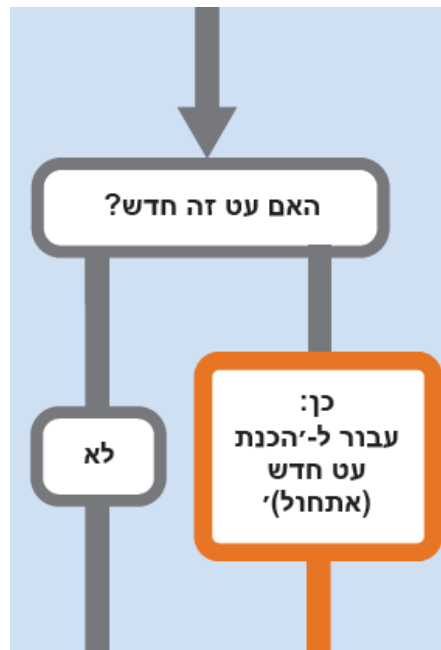 האם עט זה חדש?
כן:
עבור ל-׳הכנת
עט חדש
(אתחול)׳
לא